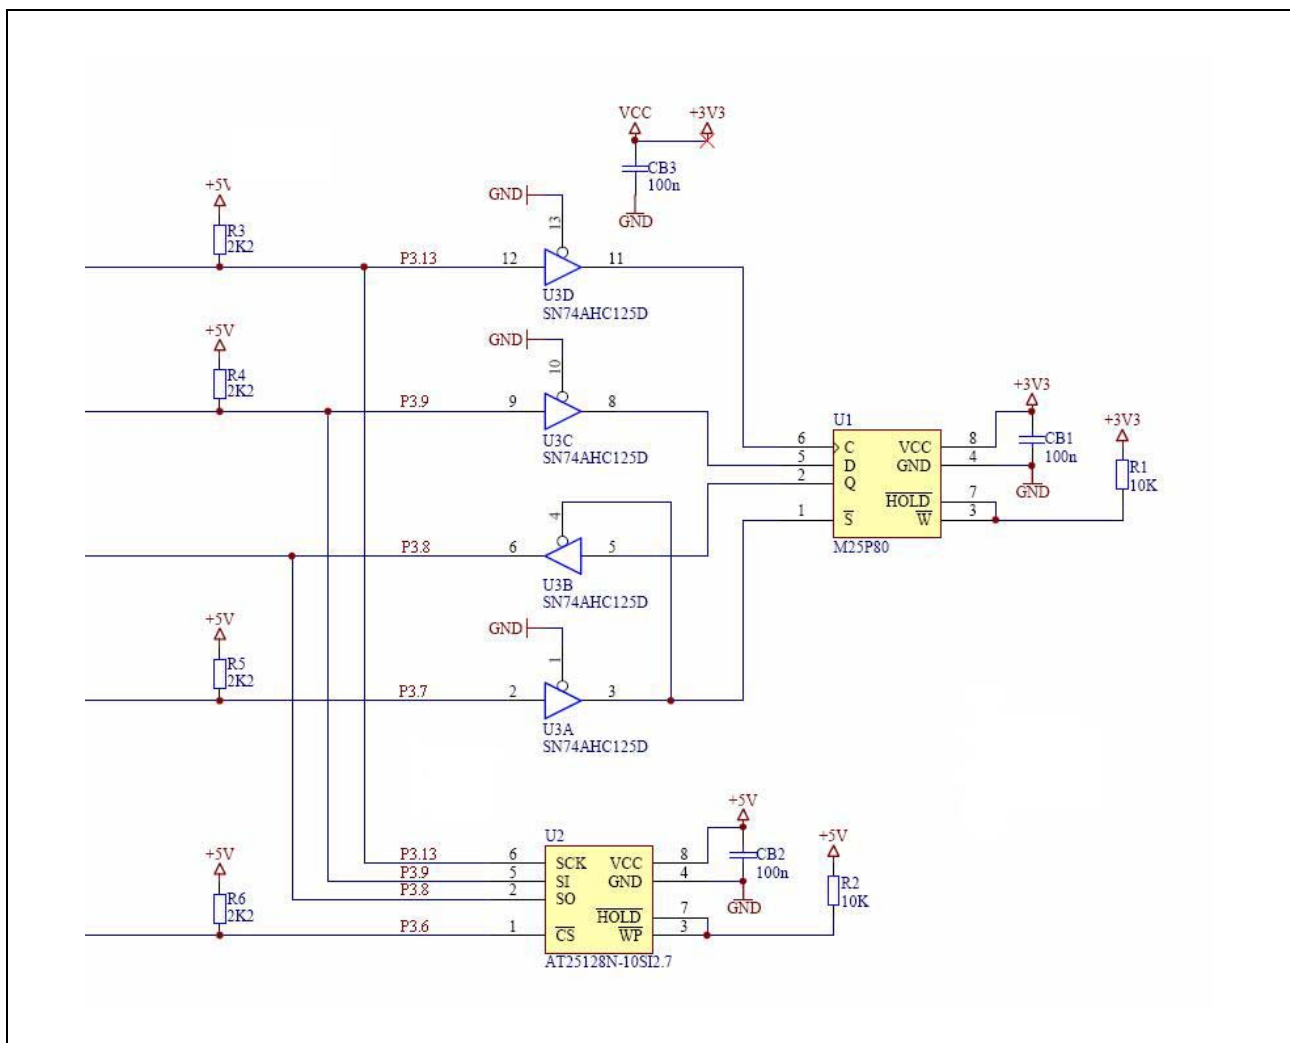 VCC +3V3
CB3
100n
GND
+5V
R3
2K2
GND
13
P3.13 12 11
U3D
SN74AHC125D
+5V
R4
2K2
GND
10
P3.9 9 8
U3C
SN74AHC125D
4
P3.8 6 5
U3B
SN74AHC125D
+5V
R5
2K2
GND
1
P3.7 2 3
U3A
SN74AHC125D
U1
6 C VCC 8
5 D GND 4
2 Q
HOLD 7
1 S W 3
M25P80
+3V3
CB1
100n
GND
+3V3
R1
10K
+5V
R6
2K2
U2
P3.13 6 SCK VCC 8
P3.9 5 SI GND 4
P3.8 2 SO
HOLD 7
P3.6 1 CS WP 3
AT25128N-10SI2.7
+5V
CB2
100n
GND
+5V
R2
10K